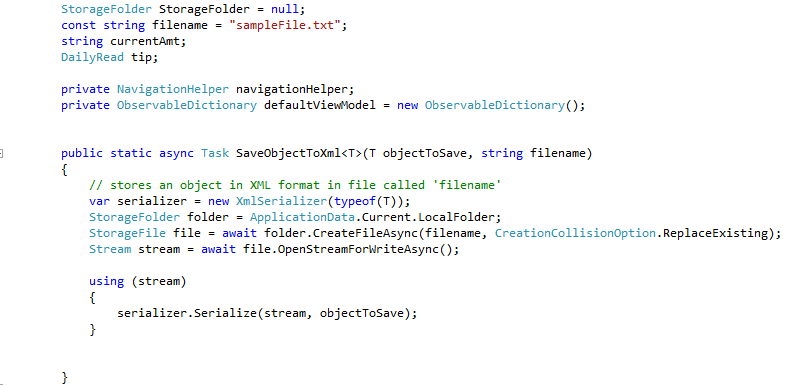 StorageFolder StorageFolder = null;
const string filename = "sampleFile.txt";
string currentAmt;
DailyRead tip;
private NavigationHelper navigationHelper;
private ObservableDictionary defaultViewModel = new ObservableDictionary();
public static async Task SaveObjectToXml<T>(T objectToSave, string filename)
{
// stores an object in XML format in file called 'filename'
var serializer = new XmlSerializer(typeof(T));
StorageFolder folder = ApplicationData.Current.LocalFolder;
StorageFile file = await folder.CreateFileAsync(filename, CreationCollisionOption.ReplaceExisting);
Stream stream = await file.OpenStreamForWriteAsync();
using (stream)
{
serializer.Serialize(stream, objectToSave);
}
}